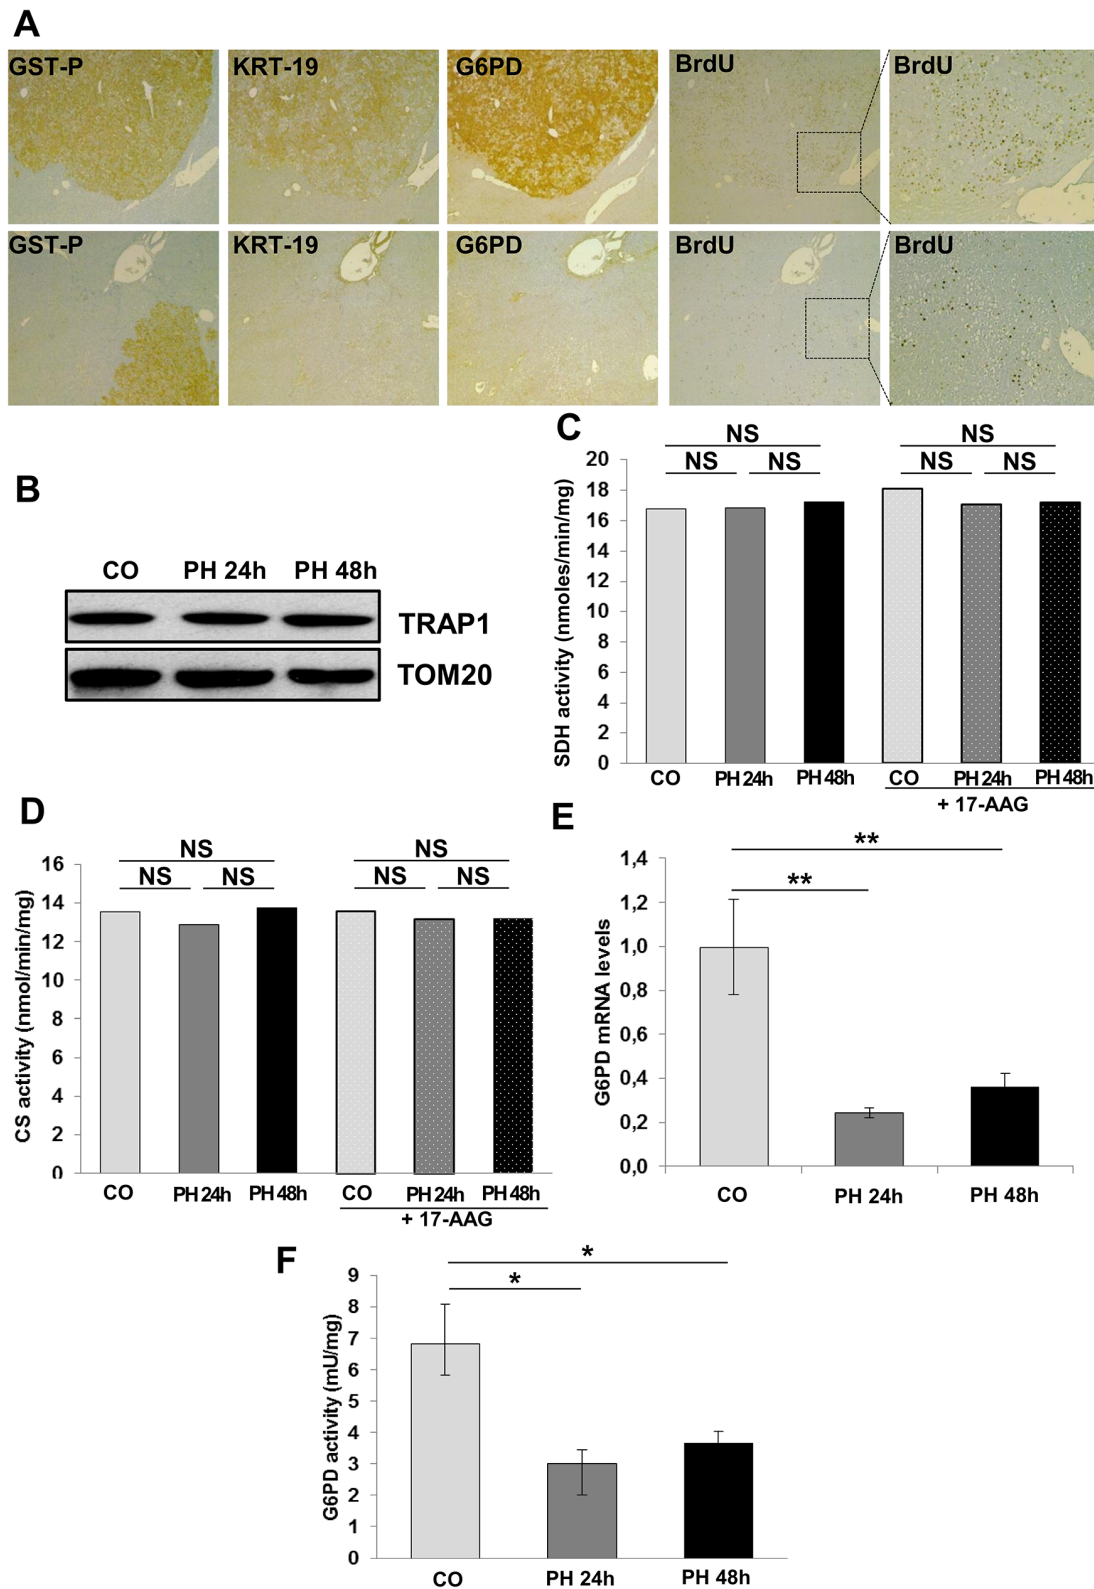 A
GST-P KRT-19 G6PD BrdU BrdU
GST-P KRT-19 G6PD BrdU BrdU
B
CO PH 24h PH 48h
TRAP1
TOM20
C
NS NS
NS NS NS NS
SDH activity (nmoles/min/mg)
20
18
16
14
12
10
8
6
4
2
0
CO PH 24h PH 48h CO PH 24h PH 48h
+ 17-AAG
D
NS NS
NS NS NS NS
CS activity (nmol/min/mg)
16
14
12
10
8
6
4
2
0
CO PH 24h PH 48h CO PH 24h PH 48h
+ 17-AAG
E
**
**
G6PD mRNA levels
1,4
1,2
1,0
0,8
0,6
0,4
0,2
0,0
CO PH 24h PH 48h
F
*
*
G6PD activity (mU/mg)
9
8
7
6
5
4
3
2
1
0
CO PH 24h PH 48h